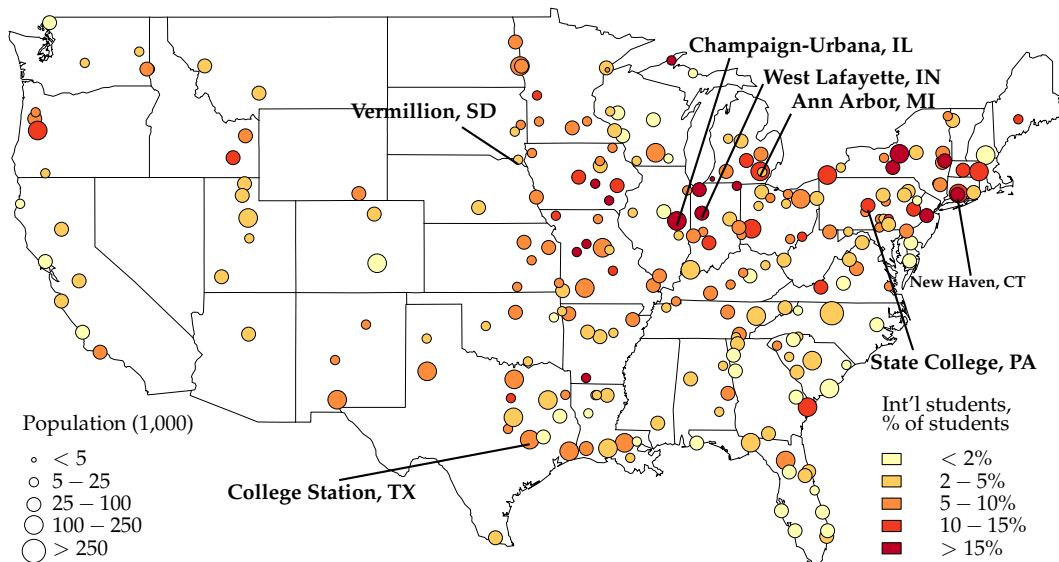 Champaign-Urbana, IL
West Lafayette, IN
Ann Arbor, MI
Vermillion, SD
New Haven, CT
State College, PA
College Station, TX
Population (1,000)
< 5
5 – 25
25 – 100
100 – 250
> 250
Int'l students,
% of students
< 2%
2 – 5%
5 – 10%
10 – 15%
> 15%